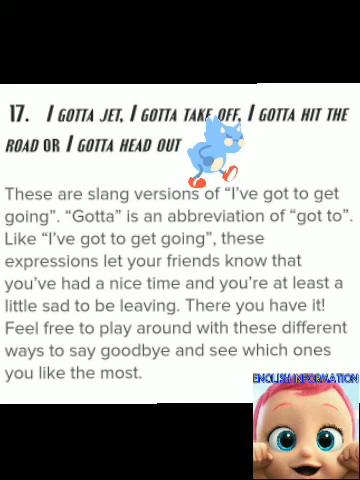 17. I GOTTA JET, I GOTTA TAKE OFF, I GOTTA HIT THE
ROAD OR I GOTTA HEAD OUT
These are slang versions of “I’ve got to get
going”. “Gotta” is an abbreviation of “got to”.
Like “I’ve got to get going”, these
expressions let your friends know that
you’ve had a nice time and you’re at least a
little sad to be leaving. There you have it!
Feel free to play around with these different
ways to say goodbye and see which ones
you like the most.
ENGLISH INFORMATION